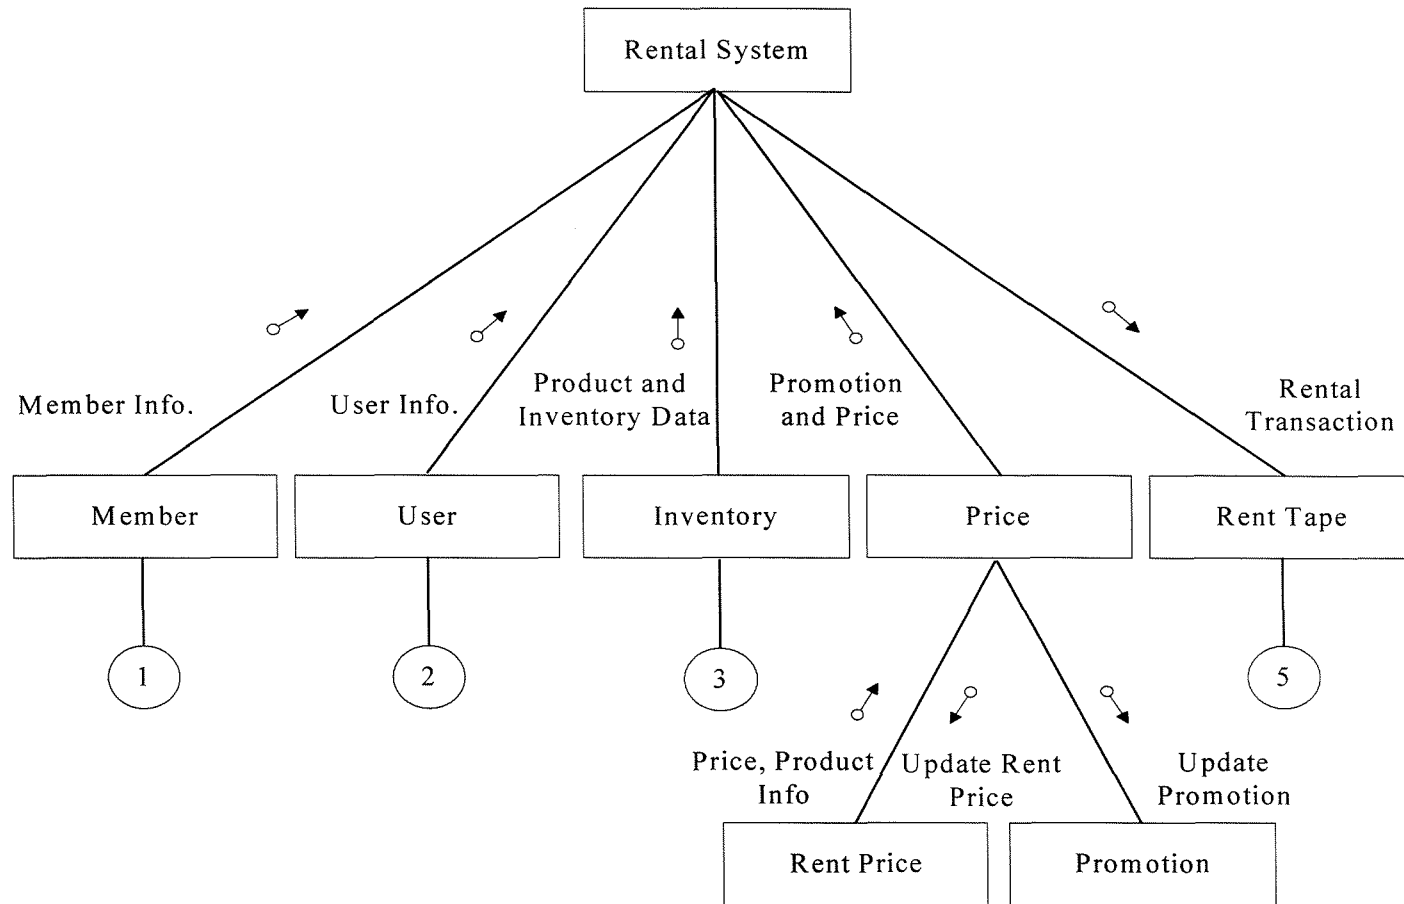 Rental System
Member Info.
User Info.
Product and
Inventory Data
Promotion
and Price
Rental
Transaction
Member
User
Inventory
Price
Rent Tape
1
2
3
5
Price, Product
Info
Update Rent
Price
Update
Promotion
Rent Price
Promotion